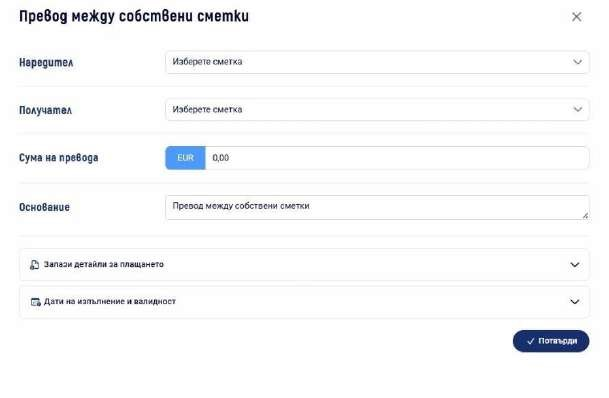 Превод между собствени сметки
Наредител
Изберете сметка
Получател
Изберете сметка
Сума на превода
EUR 0,00
Основание
Превод между собствени сметки
Запази детайли за плащането
Дати на изпълнение и валидност
Потвърди